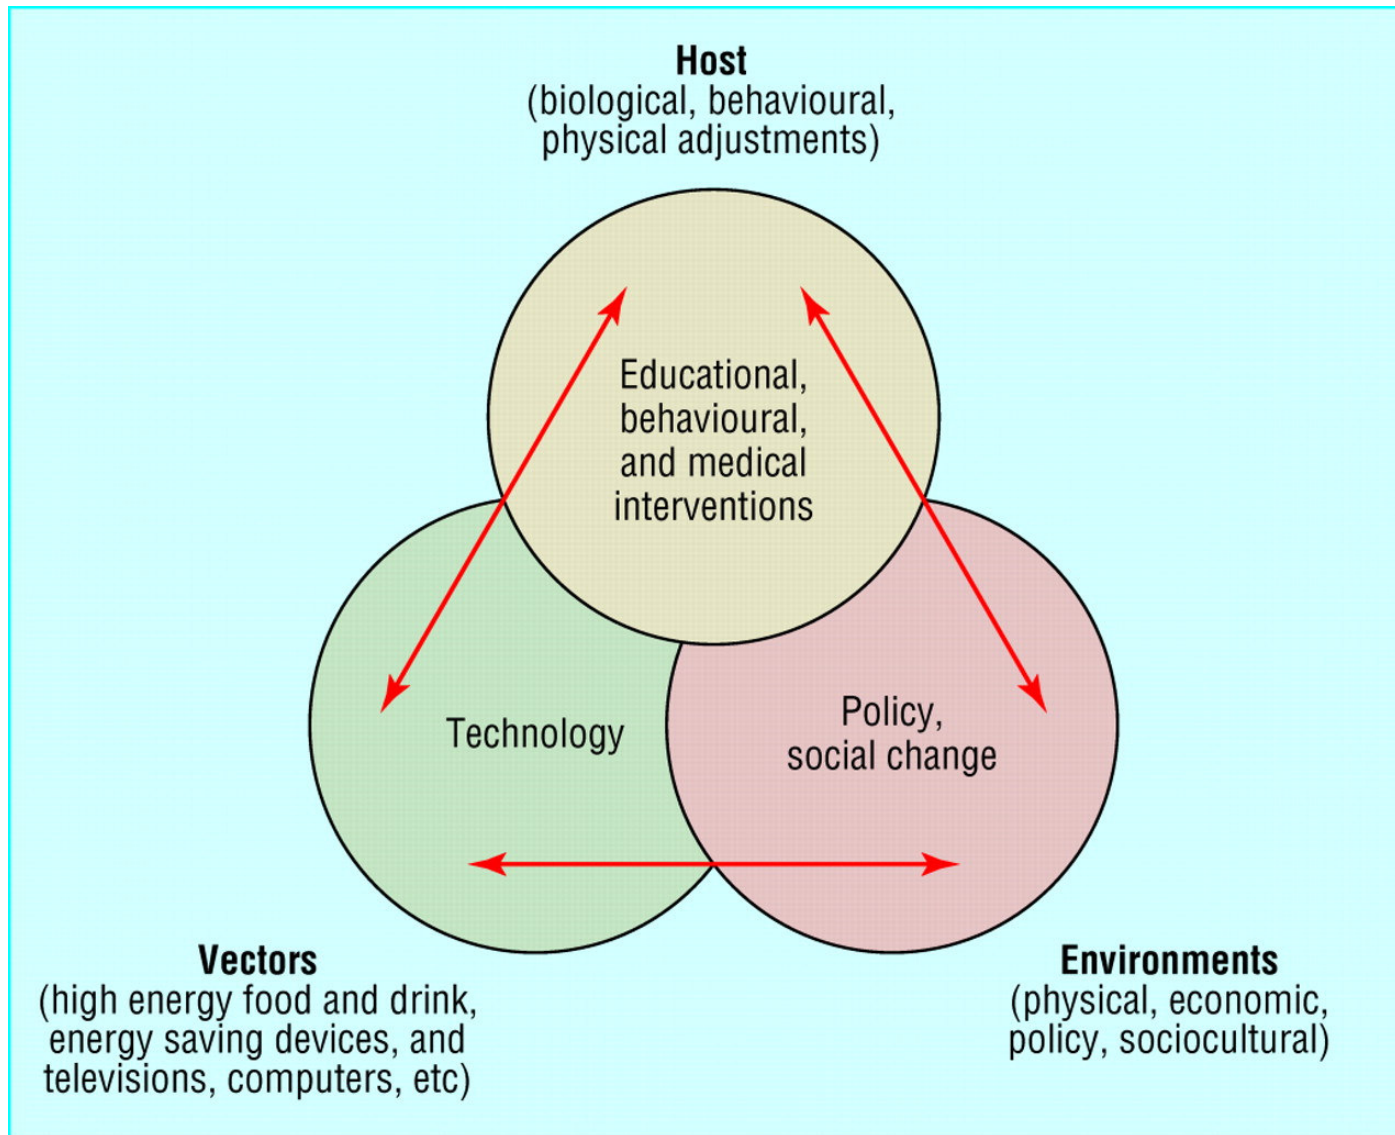 Host
(biological, behavioural,
physical adjustments)
Educational,
behavioural,
and medical
interventions
Technology
Policy,
social change
Vectors
(high energy food and drink,
energy saving devices, and
televisions, computers, etc)
Environments
(physical, economic,
policy, sociocultural)